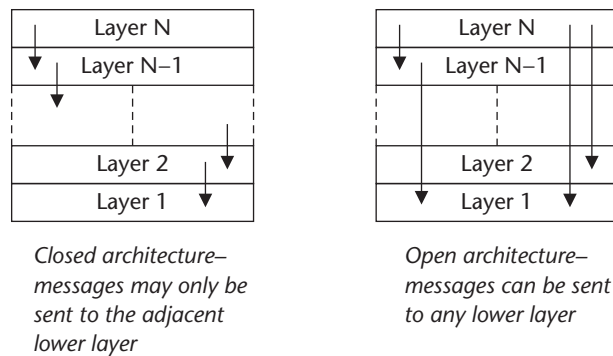 Layer N
Layer N–1
Layer 2
Layer 1
Closed architecture–
messages may only be
sent to the adjacent
lower layer
Layer N
Layer N–1
Layer 2
Layer 1
Open architecture–
messages can be sent
to any lower layer